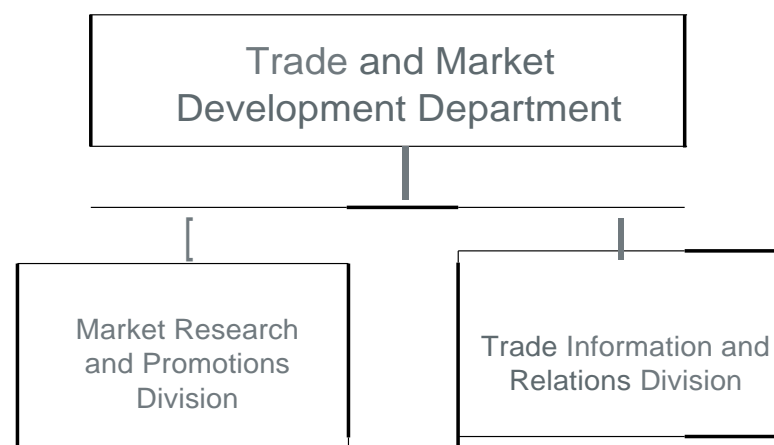 Trade and Market
Development Department
Market Research
and Promotions
Division
Trade Information and
Relations Division